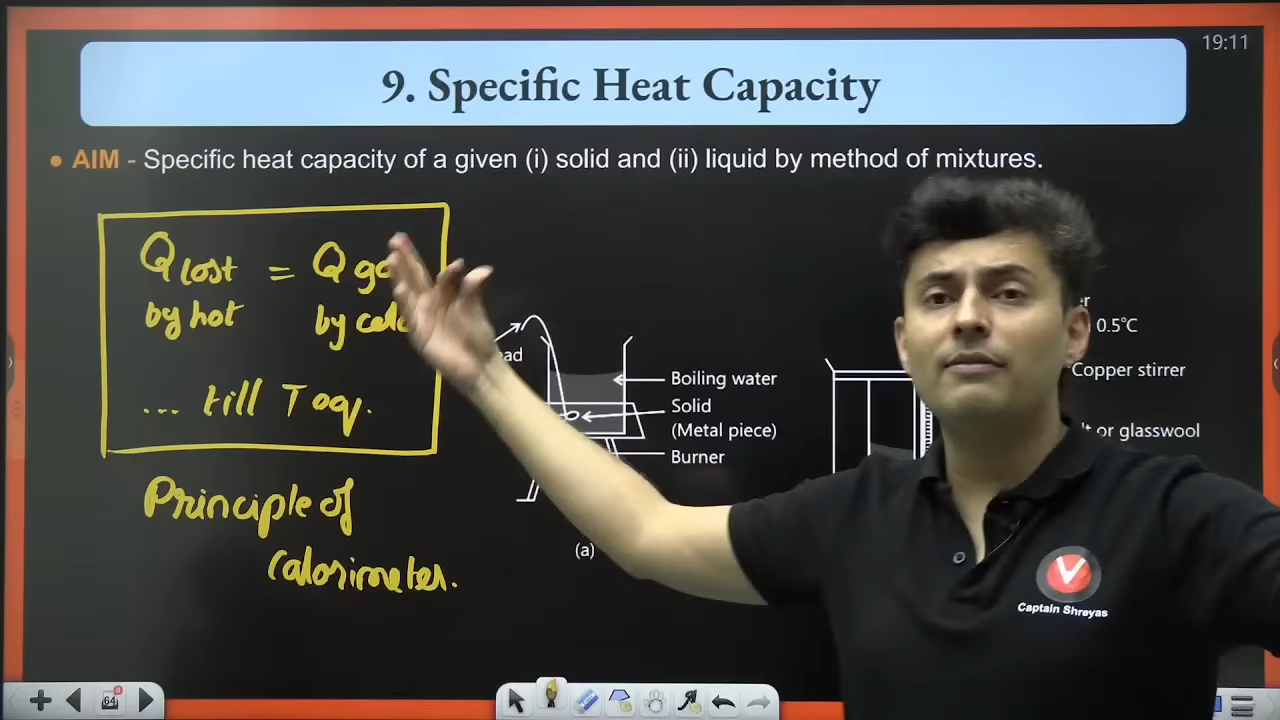 19:11
9. Specific Heat Capacity
• AIM - Specific heat capacity of a given (i) solid and (ii) liquid by method of mixtures.
Q lost = Q
by hot by
... till T eq.
Principle of
calorimeter.
Boiling water
Solid
(Metal piece)
Burner
(a)
0.5°C
Copper stirrer
or glasswool
V
Captain Shreyas
64